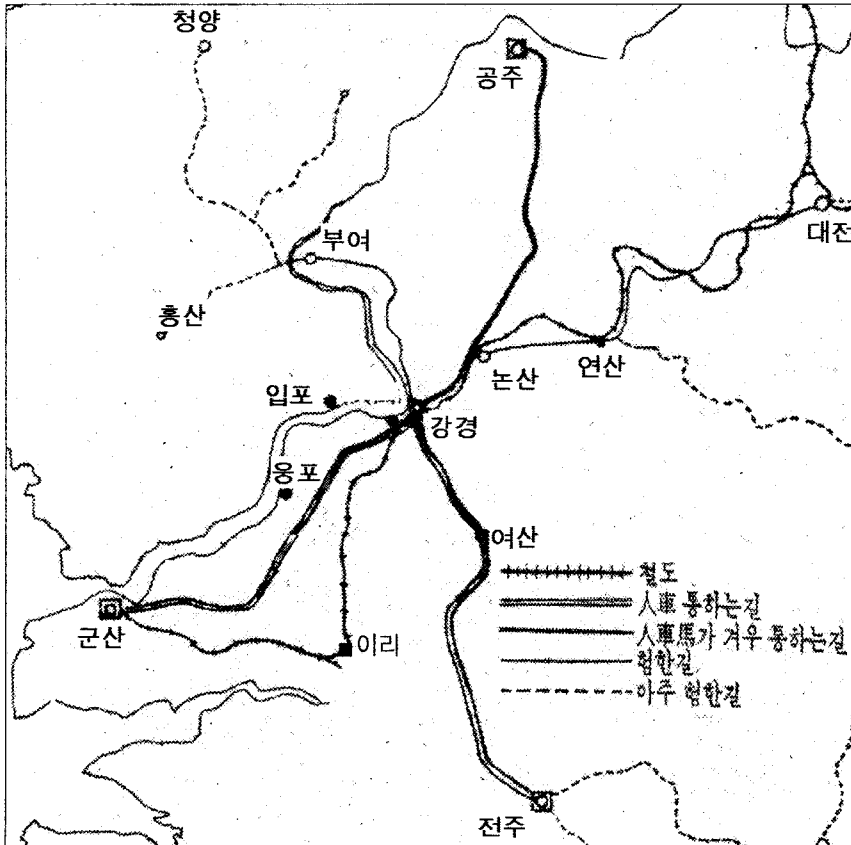 청양
공주
대전
부여
홍산
논산
연산
입포
강경
웅포
여산
군산
이리
전주
철도
人車 통하는길
人車馬가 겨우 통하는길
험한길
아주 험한길